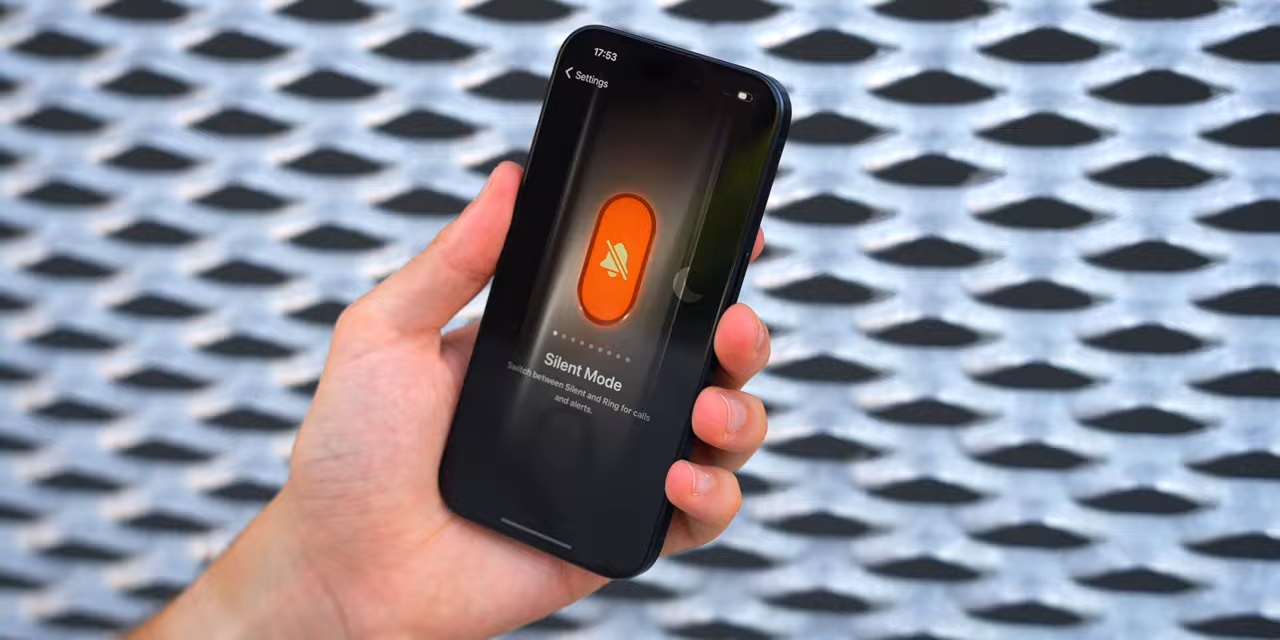 17:53
Settings
Silent Mode
Switch between Silent and Ring for calls
and alerts.